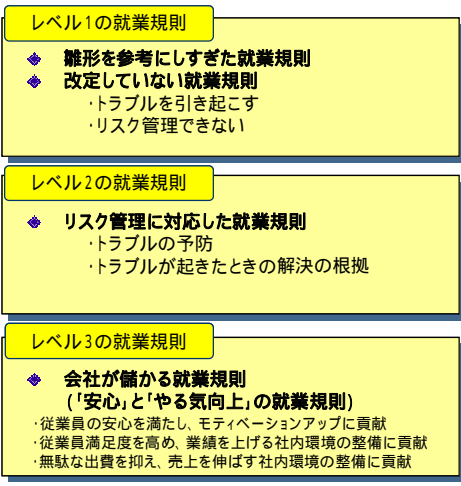 レベル1の就業規則
雛形を参考にしすぎた就業規則
改定していない就業規則
・トラブルを引き起こす
・リスク管理できない
レベル2の就業規則
リスク管理に対応した就業規則
・トラブルの予防
・トラブルが起きたときの解決の根拠
レベル3の就業規則
会社が儲かる就業規則
(「安心」と「やる気向上」の就業規則)
・従業員の安心を満たし、モティベーションアップに貢献
・従業員満足度を高め、業績を上げる社内環境の整備に貢献
・無駄な出費を抑え、売上を伸ばす社内環境の整備に貢献